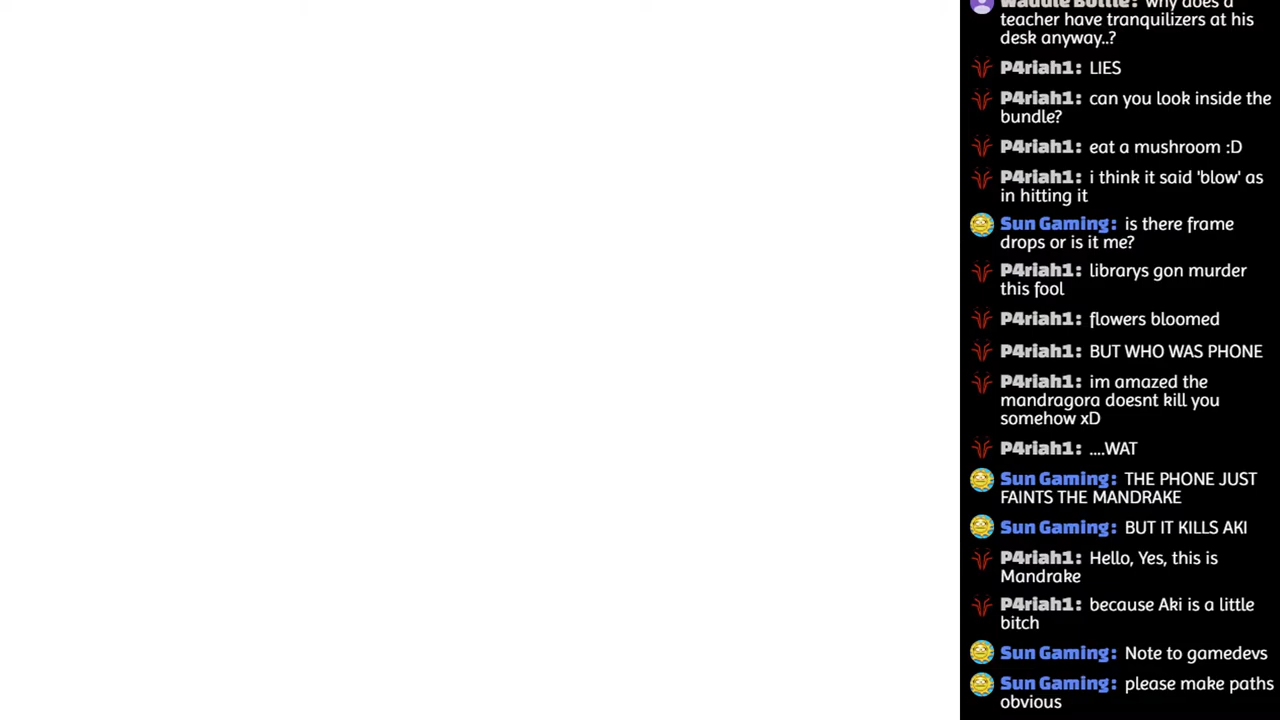 Waddle Bottle: why does a
teacher have tranquilizers at his
desk anyway..?
P4riah1: LIES
P4riah1: can you look inside the
bundle?
P4riah1: eat a mushroom :D
P4riah1: i think it said 'blow' as
in hitting it
Sun Gaming: is there frame
drops or is it me?
P4riah1: librarys gon murder
this fool
P4riah1: flowers bloomed
P4riah1: BUT WHO WAS PHONE
P4riah1: im amazed the
mandragora doesnt kill you
somehow xD
P4riah1: ....WAT
Sun Gaming: THE PHONE JUST
FAINTS THE MANDRAKE
Sun Gaming: BUT IT KILLS AKI
P4riah1: Hello, Yes, this is
Mandrake
P4riah1: because Aki is a little
bitch
Sun Gaming: Note to gamedevs
Sun Gaming: please make paths
obvious